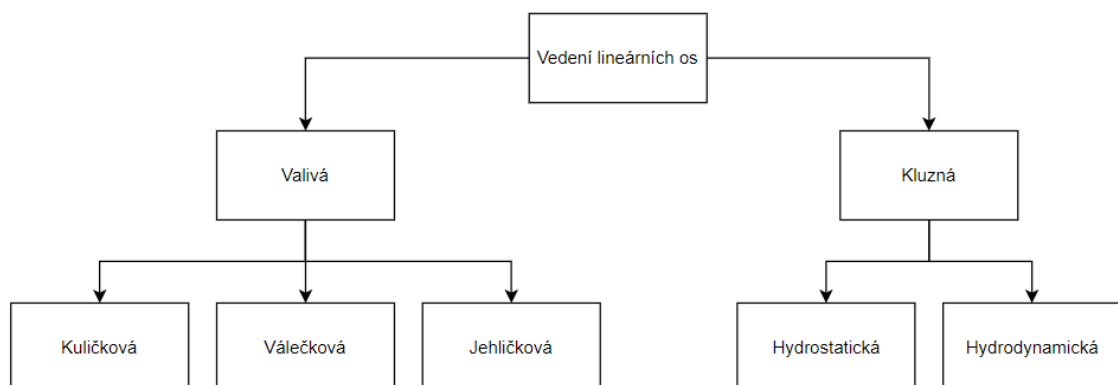 Vedení lineárních os
Valivá
Kluzná
Kuličková
Válečková
Jehličková
Hydrostatická
Hydrodynamická